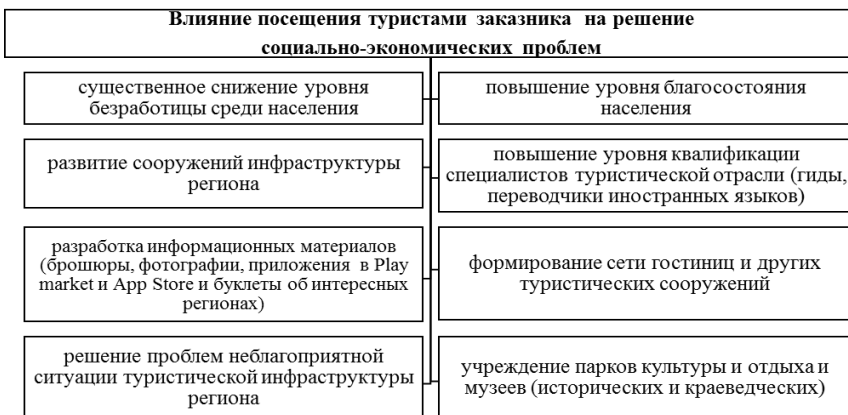 Влияние посещения туристами заказника на решение
социально-экономических проблем
существенное снижение уровня
безработицы среди населения
повышение уровня благосостояния
населения
развитие сооружений инфраструктуры
региона
повышение уровня квалификации
специалистов туристической отрасли (гиды,
переводчики иностранных языков)
разработка информационных материалов
(брошюры, фотографии, приложения в Play
market и App Store и буклеты об интересных
регионах)
формирование сети гостиниц и других
туристических сооружений
решение проблем неблагоприятной
ситуации туристической инфраструктуры
региона
учреждение парков культуры и отдыха и
музеев (исторических и краеведческих)